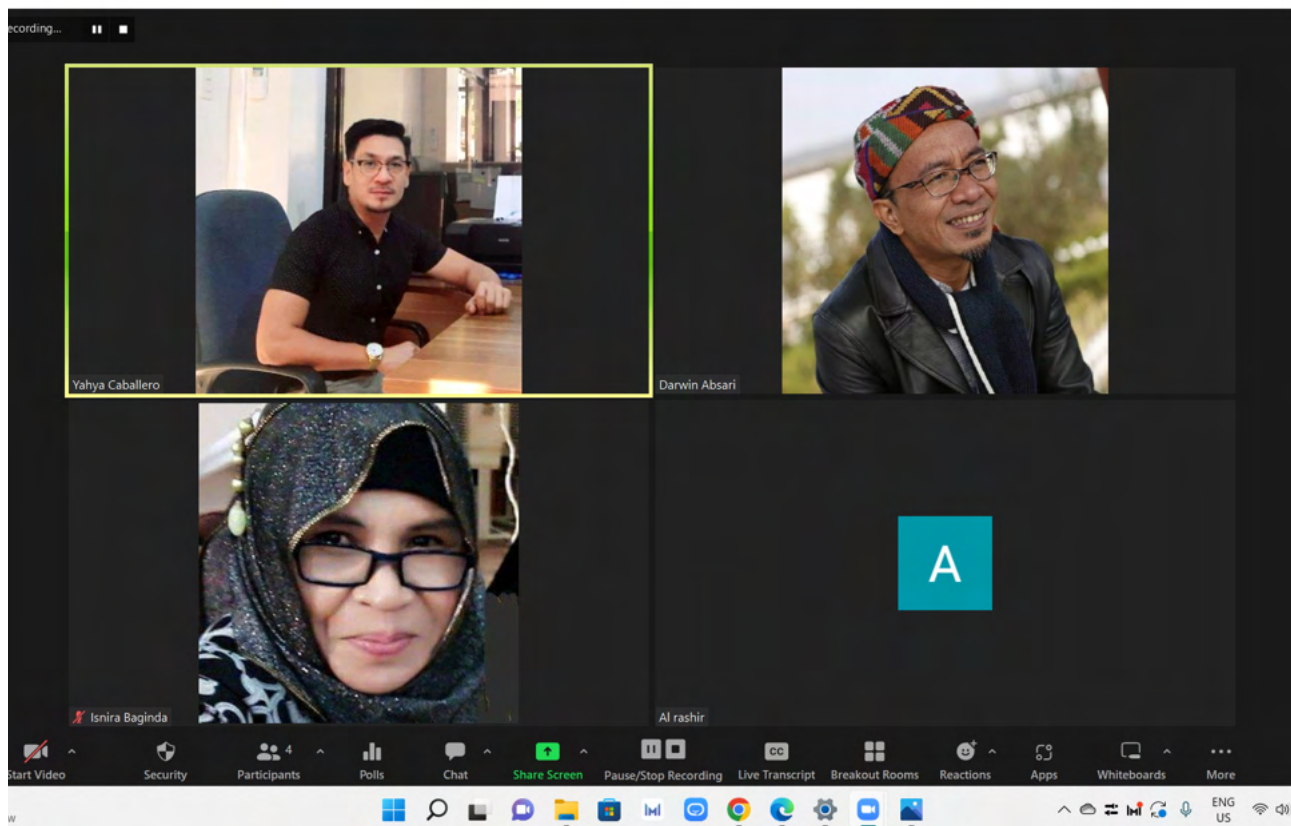 ecording...
Yahya Caballero
Darwin Absari
Isnira Baginda
Al rashir
A
4
CC
Start Video
Security
Participants
Polls
Chat
Share Screen
Pause/Stop Recording
Live Transcript
Breakout Rooms
Reactions
Apps
Whiteboards
More
w
ENG
US